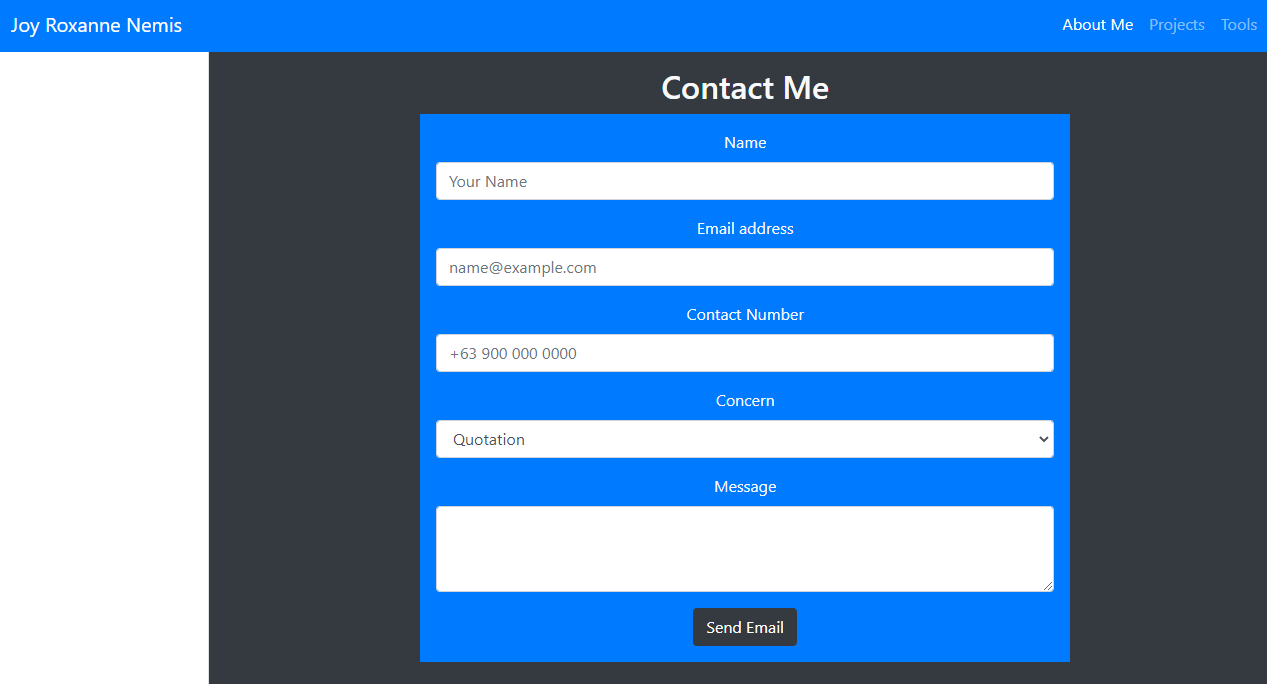 Joy Roxanne Nemis
About Me Projects Tools
Contact Me
Name
Your Name
Email address
name@example.com
Contact Number
+63 900 000 0000
Concern
Quotation
Message
Send Email